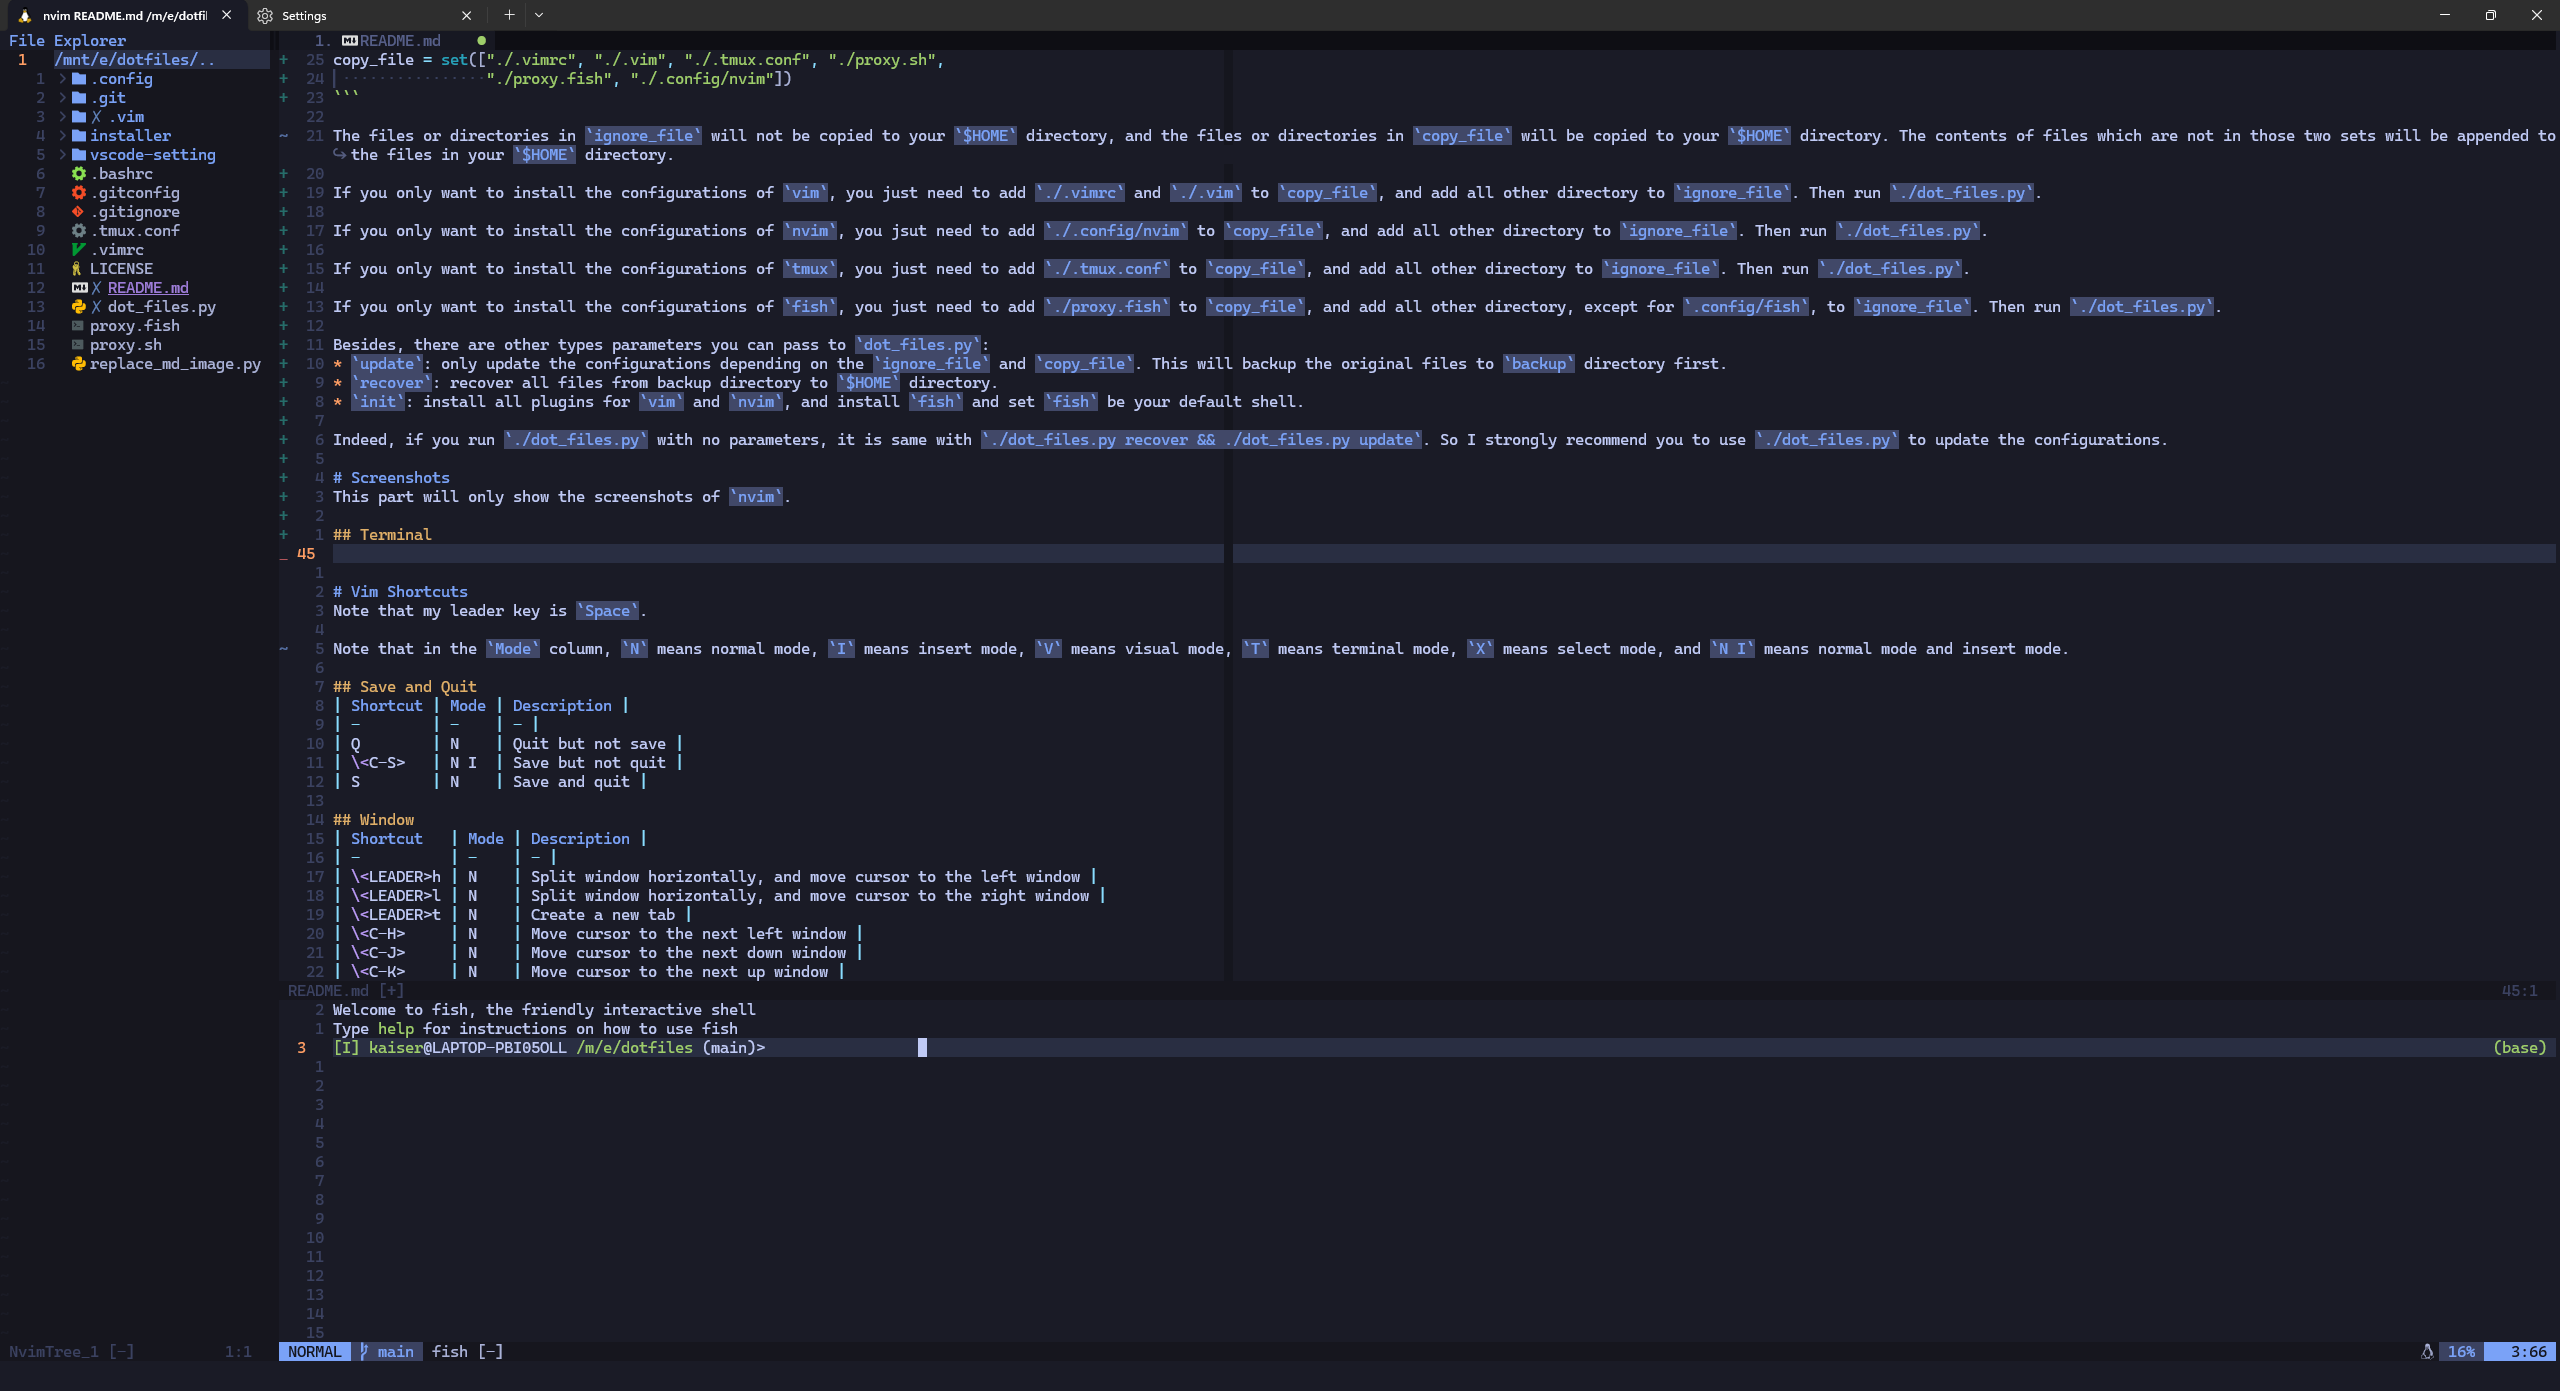 nvim README.md /m/e/dotfil
Settings
File Explorer
1 /mnt/e/dotfiles/..
1 .config
2 .git
3 ✗ .vim
4 installer
5 vscode-setting
6 .bashrc
7 .gitconfig
8 .gitignore
9 .tmux.conf
10 .vimrc
11 LICENSE
12 ✗ README.md
13 ✗ dot_files.py
14 proxy.fish
15 proxy.sh
16 replace_md_image.py
NvimTree_1 [-] 1:1
1. README.md
+ 25 copy_file = set(["./.vimrc", "./.vim", "./.tmux.conf", "./proxy.sh",
+ 24 "./proxy.fish", "./.config/nvim"])
+ 23 ```
22
~ 21 The files or directories in `ignore_file` will not be copied to your `$HOME` directory, and the files or directories in `copy_file` will be copied to your `$HOME` directory. The contents of files which are not in those two sets will be appended to
the files in your `$HOME` directory.
+ 20
+ 19 If you only want to install the configurations of `vim`, you just need to add `./.vimrc` and `./.vim` to `copy_file`, and add all other directory to `ignore_file`. Then run `./dot_files.py`.
+ 18
+ 17 If you only want to install the configurations of `nvim`, you jsut need to add `./.config/nvim` to `copy_file`, and add all other directory to `ignore_file`. Then run `./dot_files.py`.
+ 16
+ 15 If you only want to install the configurations of `tmux`, you just need to add `./.tmux.conf` to `copy_file`, and add all other directory to `ignore_file`. Then run `./dot_files.py`.
+ 14
+ 13 If you only want to install the configurations of `fish`, you just need to add `./proxy.fish` to `copy_file`, and add all other directory, except for `.config/fish`, to `ignore_file`. Then run `./dot_files.py`.
+ 12
+ 11 Besides, there are other types parameters you can pass to `dot_files.py`:
+ 10 * `update`: only update the configurations depending on the `ignore_file` and `copy_file`. This will backup the original files to `backup` directory first.
+ 9 * `recover`: recover all files from backup directory to `$HOME` directory.
+ 8 * `init`: install all plugins for `vim` and `nvim`, and install `fish` and set `fish` be your default shell.
+ 7
+ 6 Indeed, if you run `./dot_files.py` with no parameters, it is same with `./dot_files.py recover && ./dot_files.py update`. So I strongly recommend you to use `./dot_files.py` to update the configurations.
+ 5
+ 4 # Screenshots
+ 3 This part will only show the screenshots of `nvim`.
+ 2
+ 1 ## Terminal
_ 45
1
2 # Vim Shortcuts
3 Note that my leader key is `Space`.
4
~ 5 Note that in the `Mode` column, `N` means normal mode, `I` means insert mode, `V` means visual mode, `T` means terminal mode, `X` means select mode, and `N I` means normal mode and insert mode.
6
7 ## Save and Quit
8 | Shortcut | Mode | Description |
9 | - | - | - |
10 | Q | N | Quit but not save |
11 | \<C-S> | N I | Save but not quit |
12 | S | N | Save and quit |
13
14 ## Window
15 | Shortcut | Mode | Description |
16 | - | - | - |
17 | \<LEADER>h | N | Split window horizontally, and move cursor to the left window |
18 | \<LEADER>l | N | Split window horizontally, and move cursor to the right window |
19 | \<LEADER>t | N | Create a new tab |
20 | \<C-H> | N | Move cursor to the next left window |
21 | \<C-J> | N | Move cursor to the next down window |
22 | \<C-K> | N | Move cursor to the next up window |
README.md [+] 45:1
2 Welcome to fish, the friendly interactive shell
1 Type help for instructions on how to use fish
3 [I] kaiser@LAPTOP-PBI05OLL /m/e/dotfiles (main)> (base)
1
2
3
4
5
6
7
8
9
10
11
12
13
14
15
NORMAL main fish [-] 16% 3:66